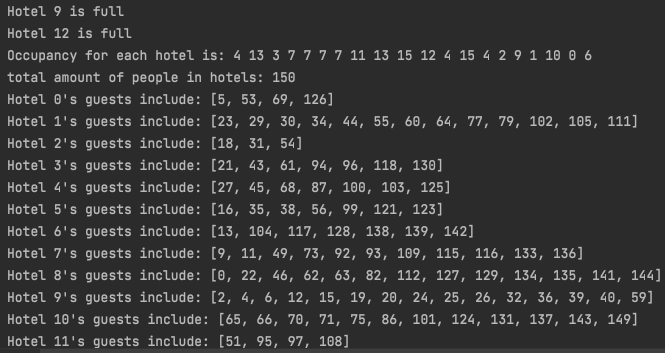 Hotel 9 is full
Hotel 12 is full
Occupancy for each hotel is: 4 13 3 7 7 7 7 11 13 15 12 4 15 4 2 9 1 10 0 6
total amount of people in hotels: 150
Hotel 0's guests include: [5, 53, 69, 126]
Hotel 1's guests include: [23, 29, 30, 34, 44, 55, 60, 64, 77, 79, 102, 105, 111]
Hotel 2's guests include: [18, 31, 54]
Hotel 3's guests include: [21, 43, 61, 94, 96, 118, 130]
Hotel 4's guests include: [27, 45, 68, 87, 100, 103, 125]
Hotel 5's guests include: [16, 35, 38, 56, 99, 121, 123]
Hotel 6's guests include: [13, 104, 117, 128, 138, 139, 142]
Hotel 7's guests include: [9, 11, 49, 73, 92, 93, 109, 115, 116, 133, 136]
Hotel 8's guests include: [0, 22, 46, 62, 63, 82, 112, 127, 129, 134, 135, 141, 144]
Hotel 9's guests include: [2, 4, 6, 12, 15, 19, 20, 24, 25, 26, 32, 36, 39, 40, 59]
Hotel 10's guests include: [65, 66, 70, 71, 75, 86, 101, 124, 131, 137, 143, 149]
Hotel 11's guests include: [51, 95, 97, 108]